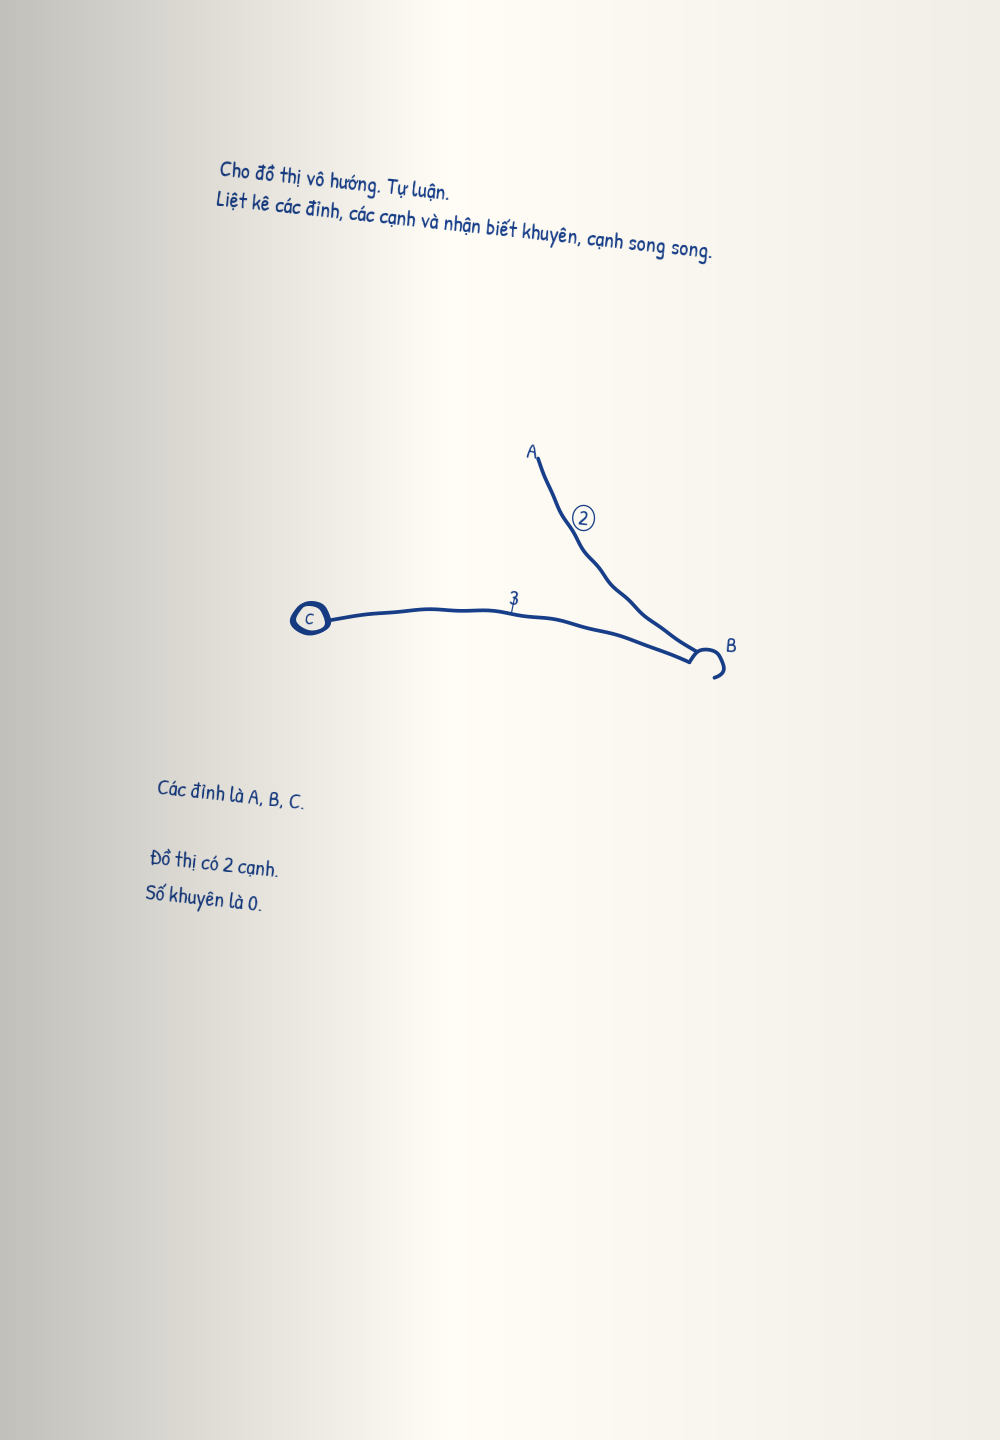 Cho đồ thị vô hướng. Tự luận.
Liệt kê các đỉnh, các cạnh và nhận biết khuyên, cạnh song song.
A
2
3
C
B
Các đỉnh là A, B, C.
Đồ thị có 2 cạnh.
Số khuyên là 0.